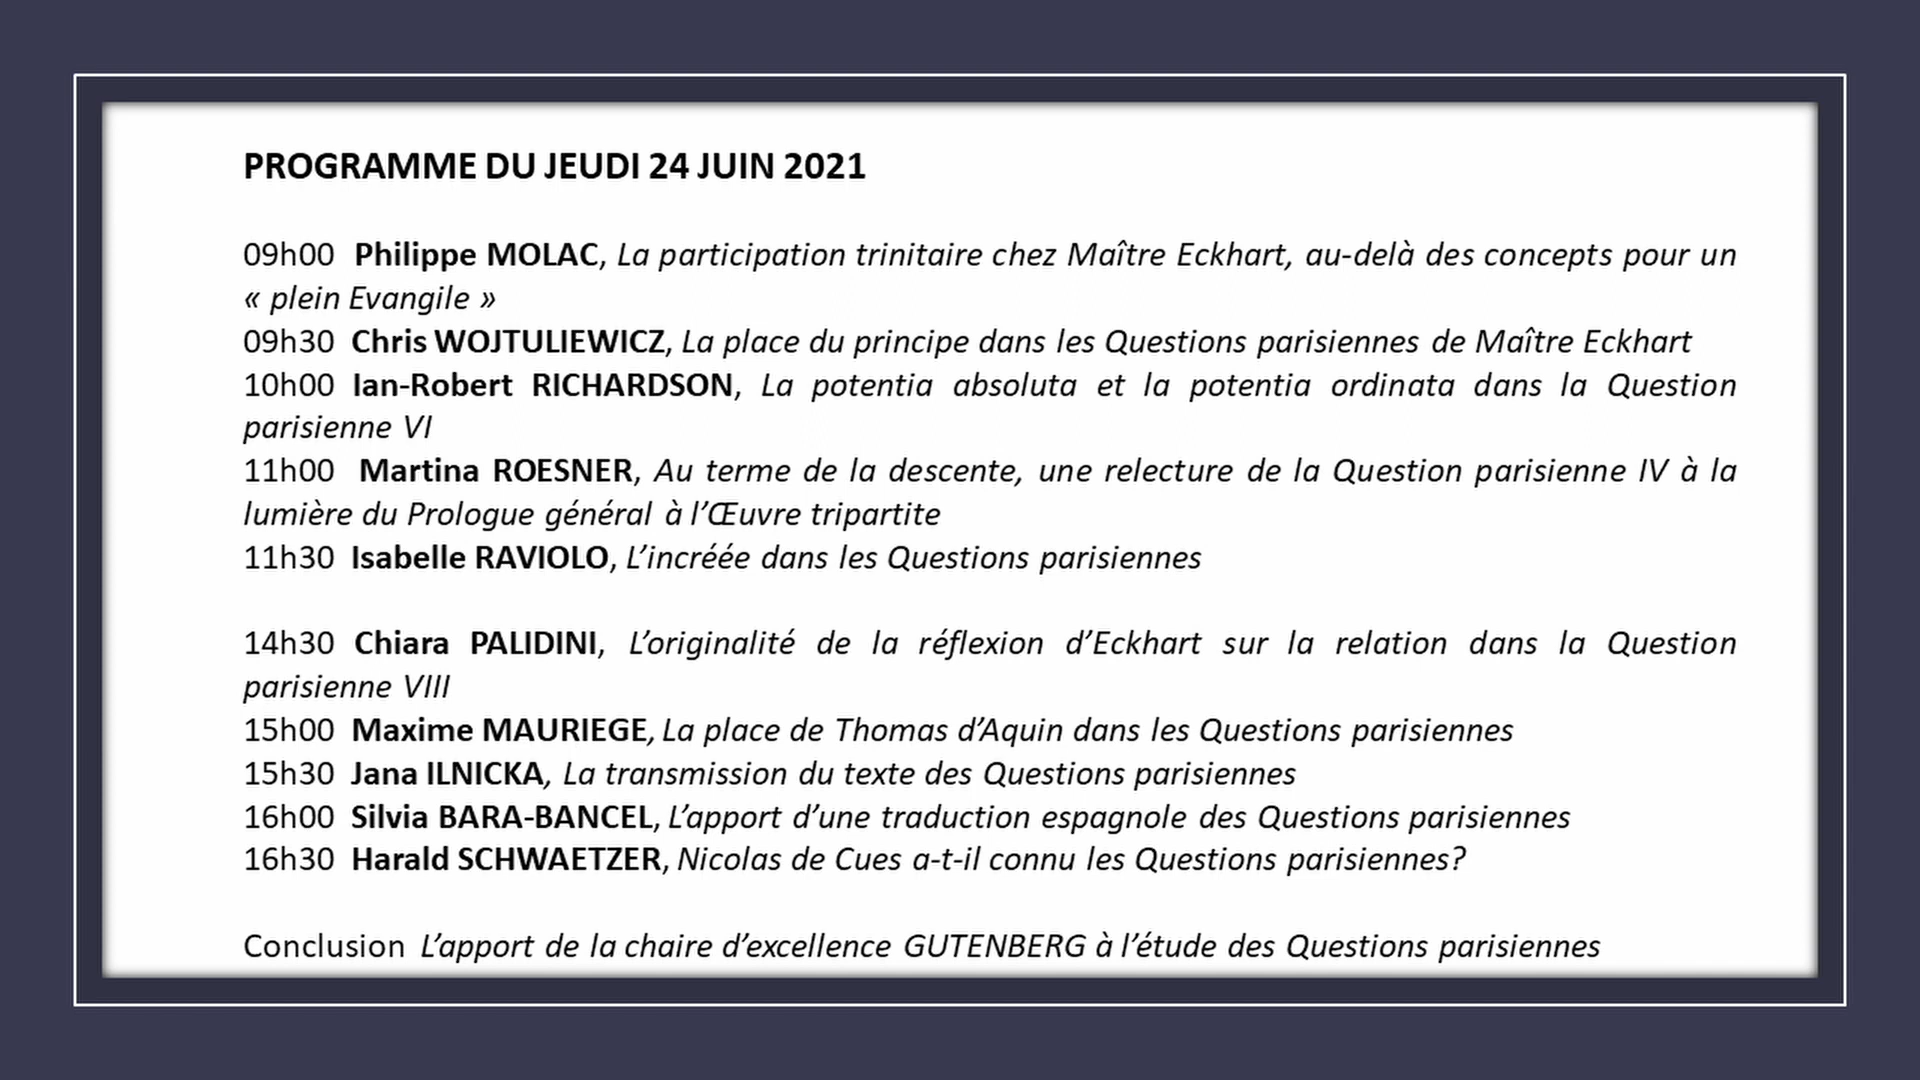 PROGRAMME DU JEUDI 24 JUIN 2021
09h00 Philippe MOLAC, La participation trinitaire chez Maître Eckhart, au-delà des concepts pour un
« plein Evangile »
09h30 Chris WOJTULIEWICZ, La place du principe dans les Questions parisiennes de Maître Eckhart
10h00 Ian-Robert RICHARDSON, La potentia absoluta et la potentia ordinata dans la Question
parisienne VI
11h00 Martina ROESNER, Au terme de la descente, une relecture de la Question parisienne IV à la
lumière du Prologue général à l’Œuvre tripartite
11h30 Isabelle RAVIOLO, L’incréée dans les Questions parisiennes
14h30 Chiara PALIDINI, L’originalité de la réflexion d’Eckhart sur la relation dans la Question
parisienne VIII
15h00 Maxime MAURIEGE, La place de Thomas d’Aquin dans les Questions parisiennes
15h30 Jana ILNICKA, La transmission du texte des Questions parisiennes
16h00 Silvia BARA-BANCEL, L’apport d’une traduction espagnole des Questions parisiennes
16h30 Harald SCHWAETZER, Nicolas de Cues a-t-il connu les Questions parisiennes?
Conclusion L’apport de la chaire d’excellence GUTENBERG à l’étude des Questions parisiennes